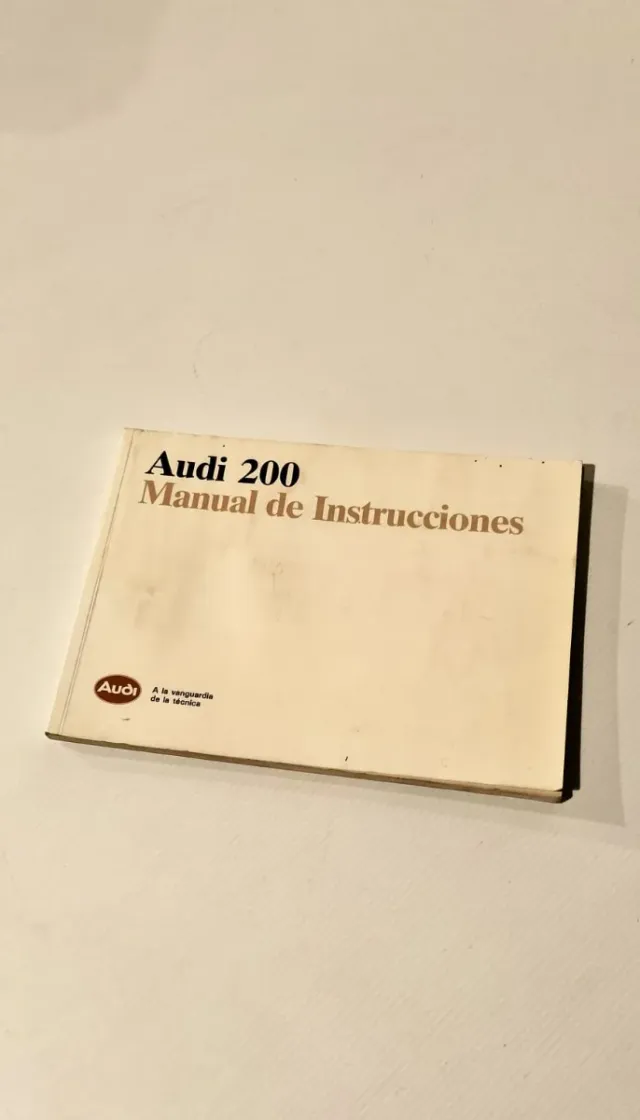 Audi 200
Manual de Instrucciones
Audi
A la vanguardia
de la técnica